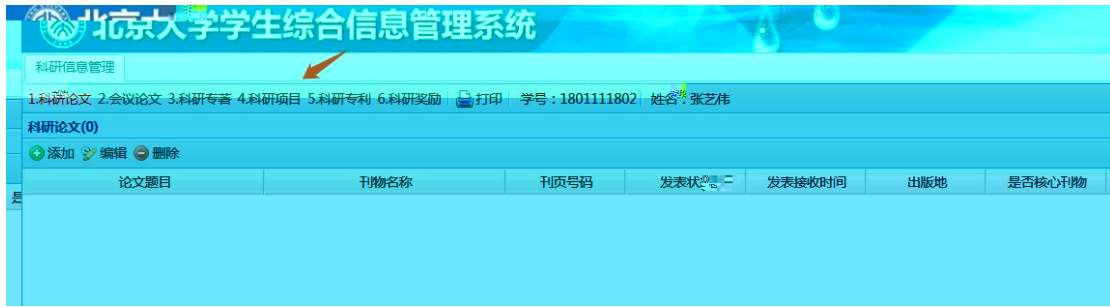 北京大学学生综合信息管理系统
科研信息管理
1.科研论文 2.会议论文 3.科研专著 4.科研项目 5.科研专利 6.科研奖励 打印 学号：1801111802 姓名：张艺伟
科研论文(0)
添加 编辑 删除
论文题目 刊物名称 刊页号码 发表状 发表接收时间 出版地 是否核心刊物
是